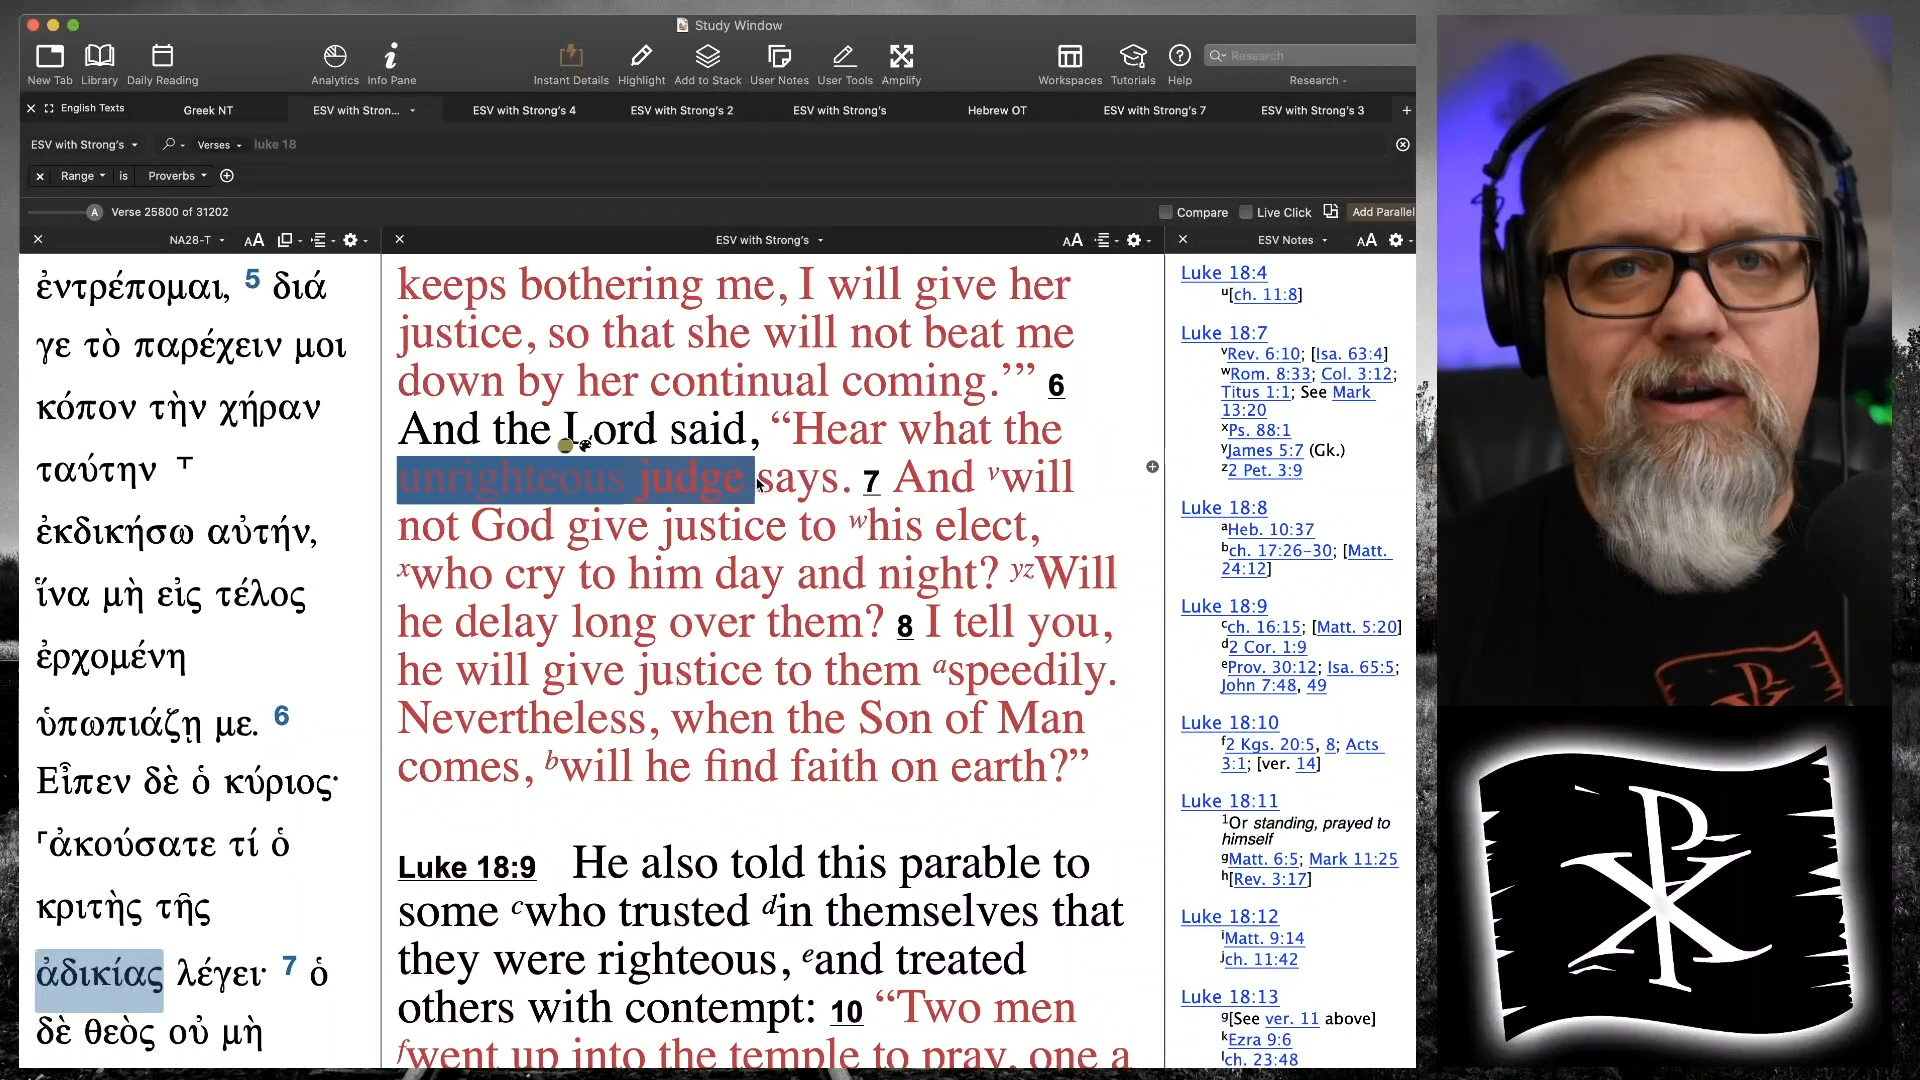 Study Window
New Tab
Library
Daily Reading
Analytics
Info Pane
Instant Details
Highlight
Add to Stack
User Notes
User Tools
Amplify
Workspaces
Tutorials
Help
Research
Research
English Texts
Greek NT
ESV with Stron...
ESV with Strong's 4
ESV with Strong's 2
ESV with Strong's
Hebrew OT
ESV with Strong's 7
ESV with Strong's 3
ESV with Strong's
Verses
luke 18
Range
is
Proverbs
A
Verse 25800 of 31202
Compare
Live Click
Add Parallel
NA28-T
ἐντρέπομαι, 5 διά
γε τὸ παρέχειν μοι
κόπον τὴν χήραν
ταύτην ⸆
ἐκδικήσω αὐτήν,
ἵνα μὴ εἰς τέλος
ἐρχομένη
ὑπωπιάζῃ με. 6
Εἶπεν δὲ ὁ κύριος·
⸀ἀκούσατε τί ὁ
κριτὴς τῆς
ἀδικίας λέγει· 7 ὁ
δὲ θεὸς οὐ μὴ
ESV with Strong's
keeps bothering me, I will give her
justice, so that she will not beat me
down by her continual coming.’” 6
And the Lord said, “Hear what the
unrighteous judge says. 7 And vwill
not God give justice to whis elect,
xwho cry to him day and night? yzWill
he delay long over them? 8 I tell you,
he will give justice to them aspeedily.
Nevertheless, when the Son of Man
comes, bwill he find faith on earth?”
Luke 18:9 He also told this parable to
some cwho trusted din themselves that
they were righteous, eand treated
others with contempt: 10 “Two men
fwent up into the temple to pray, one a
ESV Notes
Luke 18:4
u[ch. 11:8]
Luke 18:7
vRev. 6:10; [Isa. 63:4]
wRom. 8:33; Col. 3:12;
Titus 1:1; See Mark
13:20
xPs. 88:1
yJames 5:7 (Gk.)
z2 Pet. 3:9
Luke 18:8
aHeb. 10:37
bch. 17:26–30; [Matt.
24:12]
Luke 18:9
cch. 16:15; [Matt. 5:20]
d2 Cor. 1:9
eProv. 30:12; Isa. 65:5;
John 7:48, 49
Luke 18:10
f2 Kgs. 20:5, 8; Acts
3:1; [ver. 14]
Luke 18:11
1Or standing, prayed to
himself
gMatt. 6:5; Mark 11:25
h[Rev. 3:17]
Luke 18:12
iMatt. 9:14
jch. 11:42
Luke 18:13
g[See ver. 11 above]
kEzra 9:6
lch. 23:48